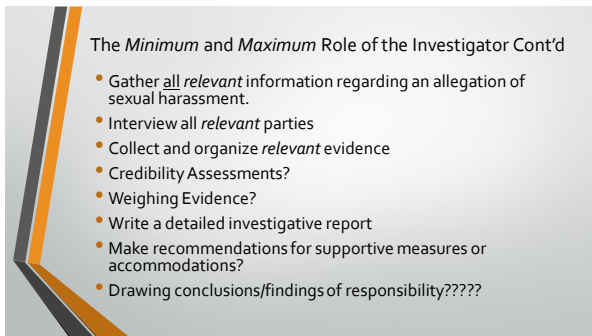 The Minimum and Maximum Role of the Investigator Cont'd
• Gather all relevant information regarding an allegation of
sexual harassment.
• Interview all relevant parties
• Collect and organize relevant evidence
• Credibility Assessments?
• Weighing Evidence?
• Write a detailed investigative report
• Make recommendations for supportive measures or
accommodations?
• Drawing conclusions/findings of responsibility?????